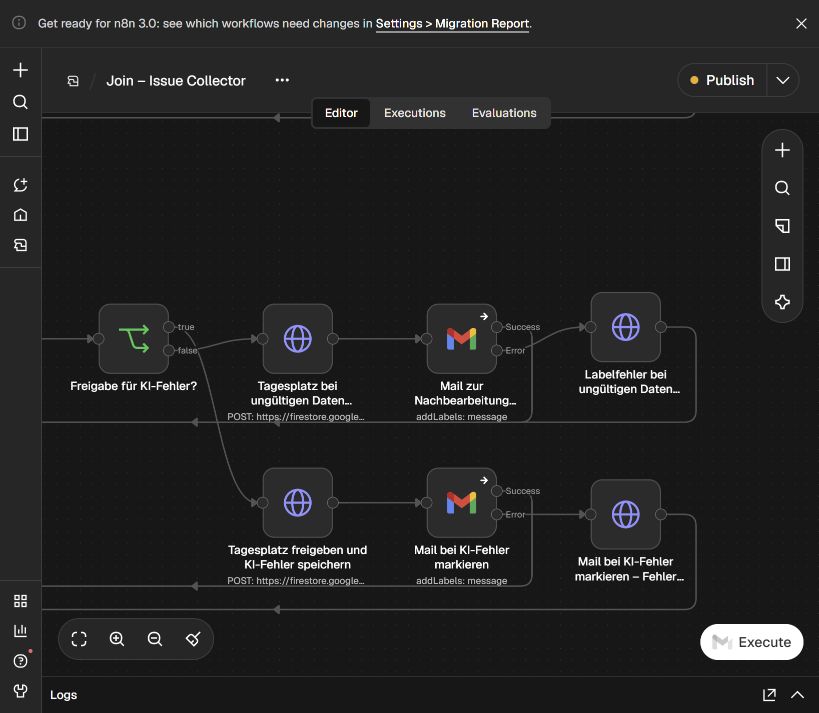 Get ready for n8n 3.0: see which workflows need changes in Settings > Migration Report.
/ Join – Issue Collector ...
Publish
Editor Executions Evaluations
true
false
Freigabe für KI-Fehler?
Tagesplatz bei
ungültigen Daten...
POST: https://firestore.google...
Success
Error
Mail zur
Nachbearbeitung...
addLabels: message
Labelfehler bei
ungültigen Daten...
Tagesplatz freigeben und
KI-Fehler speichern
POST: https://firestore.google...
Success
Error
Mail bei KI-Fehler
markieren
addLabels: message
Mail bei KI-Fehler
markieren – Fehler...
Execute
Logs